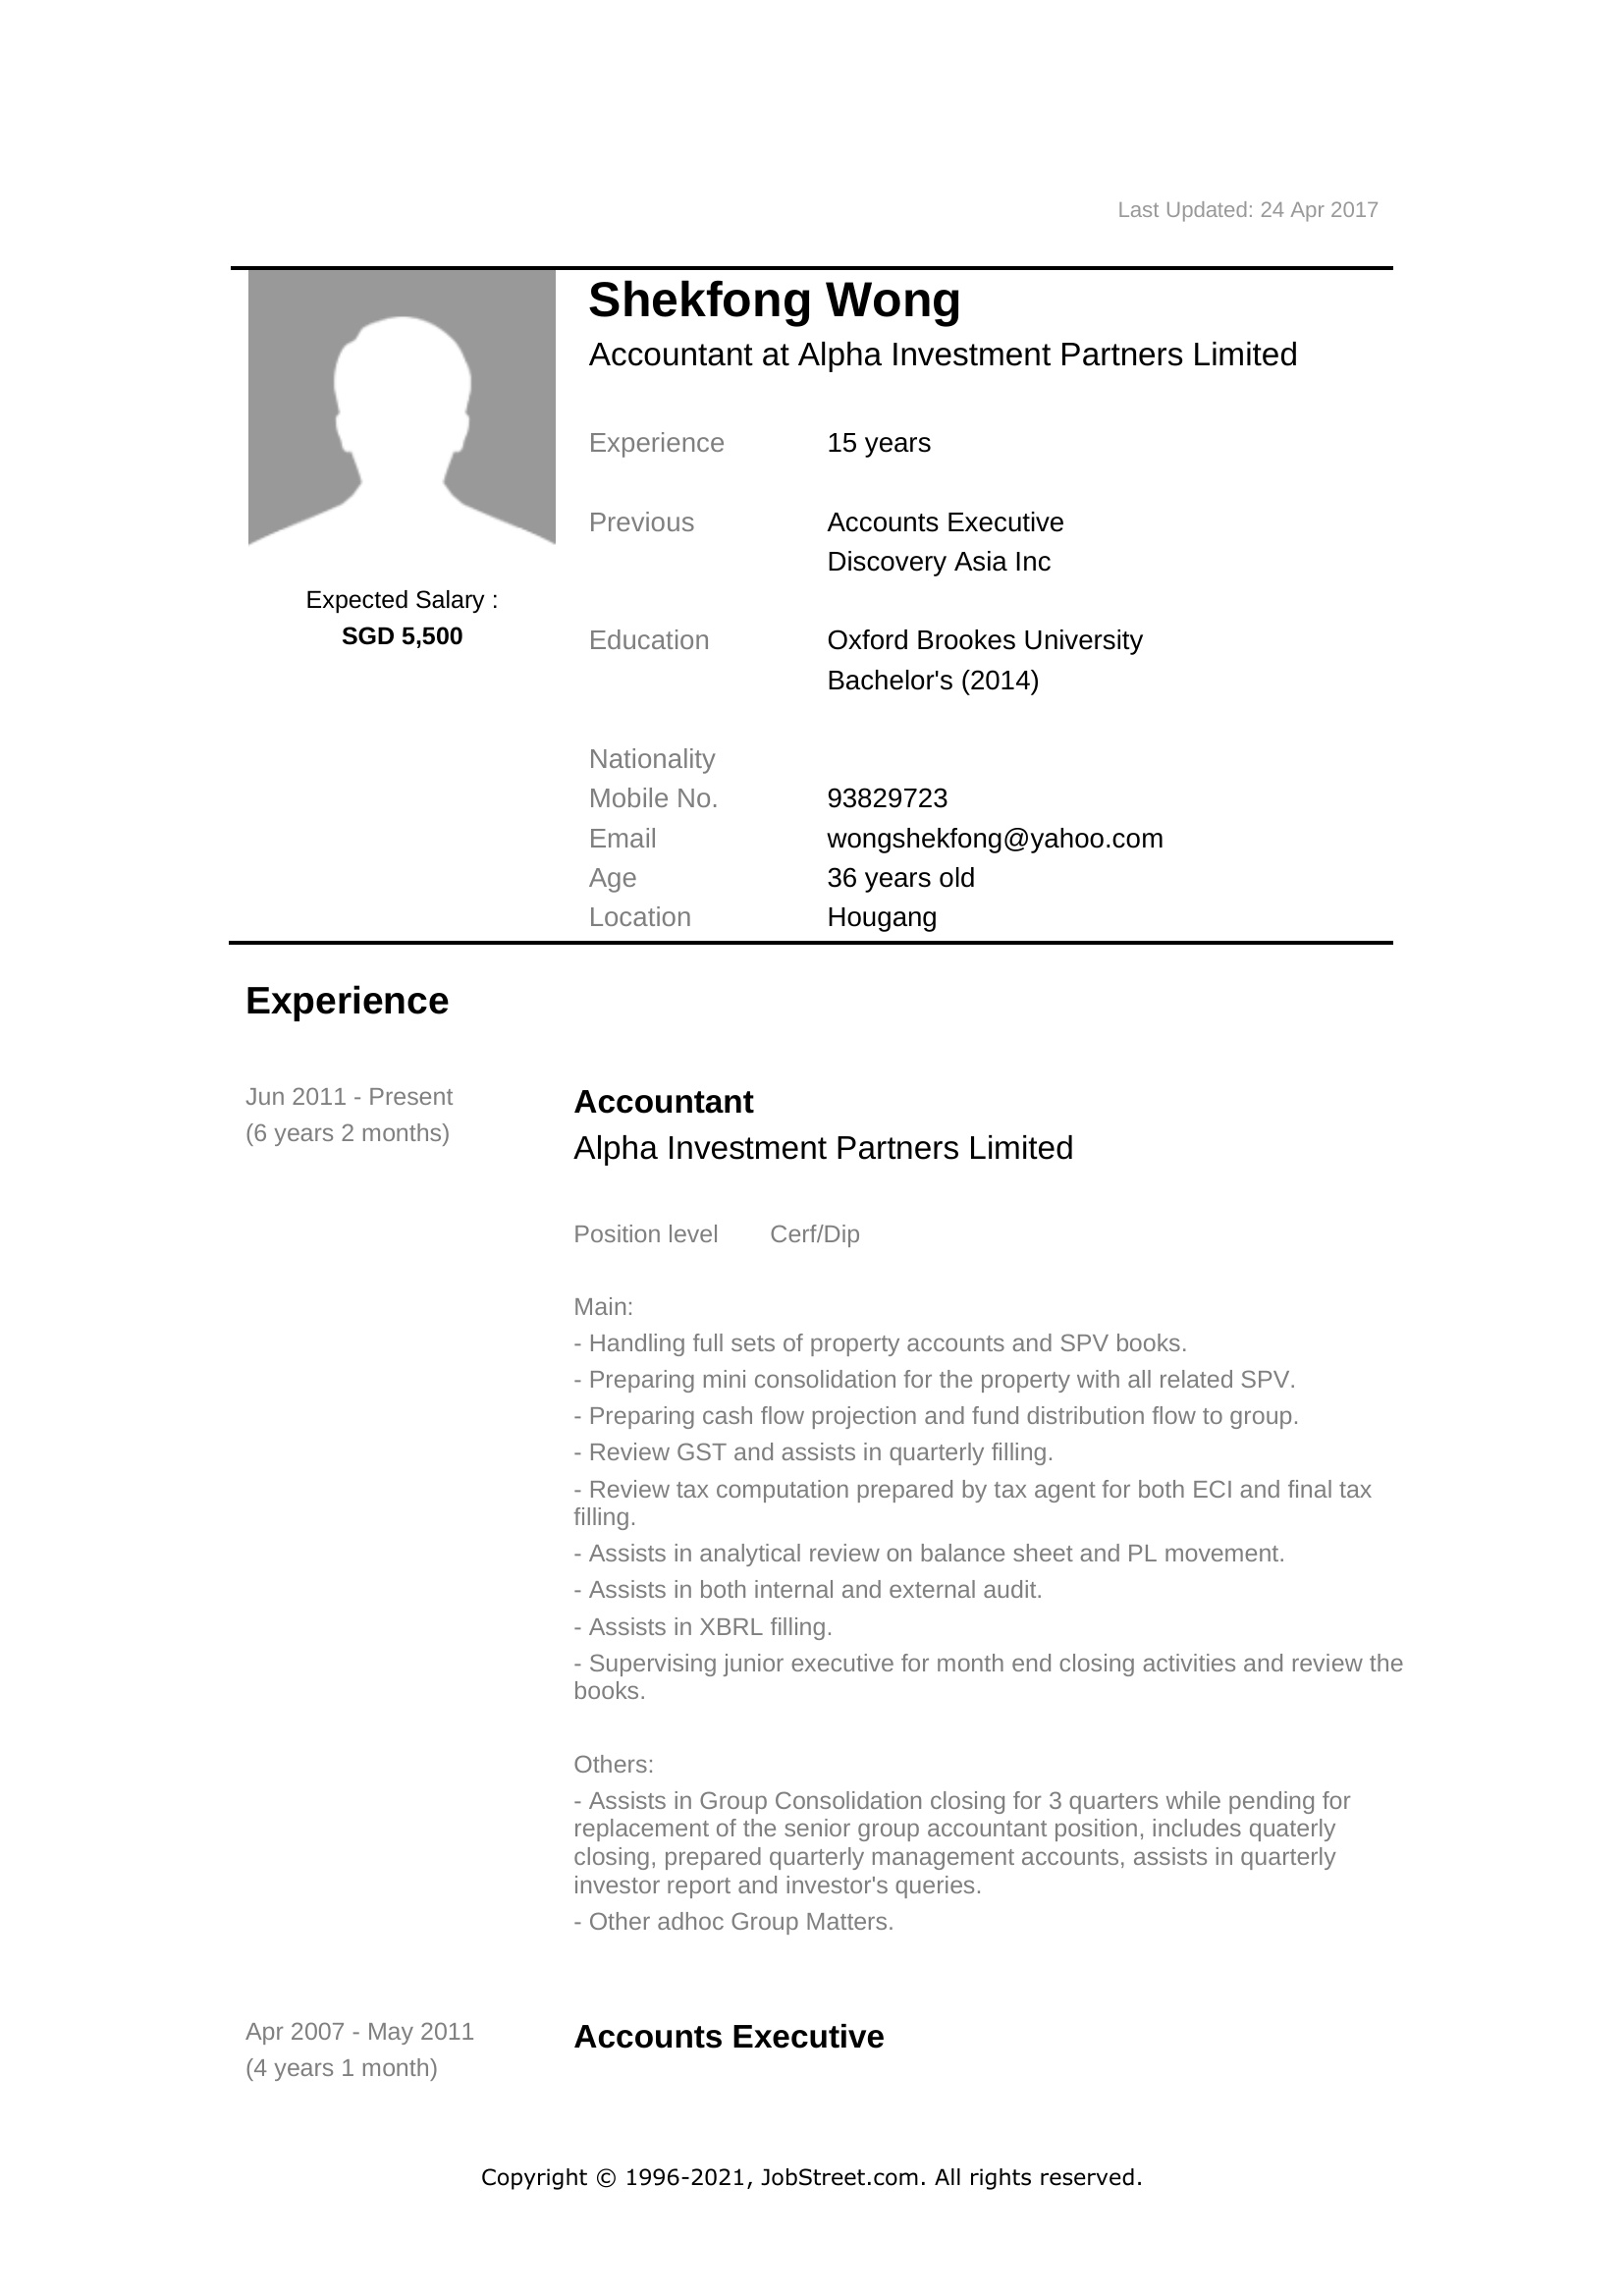 Last Updated: 24 Apr 2017
Shekfong Wong
Accountant at Alpha Investment Partners Limited
Experience 15 years
Previous Accounts Executive
Discovery Asia Inc
Expected Salary :
SGD 5,500
Education Oxford Brookes University
Bachelor's (2014)
Nationality
Mobile No. 93829723
Email wongshekfong@yahoo.com
Age 36 years old
Location Hougang
Experience
Jun 2011 - Present
(6 years 2 months)
Accountant
Alpha Investment Partners Limited
Position level Cerf/Dip
Main:
- Handling full sets of property accounts and SPV books.
- Preparing mini consolidation for the property with all related SPV.
- Preparing cash flow projection and fund distribution flow to group.
- Review GST and assists in quarterly filling.
- Review tax computation prepared by tax agent for both ECI and final tax
filling.
- Assists in analytical review on balance sheet and PL movement.
- Assists in both internal and external audit.
- Assists in XBRL filling.
- Supervising junior executive for month end closing activities and review the
books.
Others:
- Assists in Group Consolidation closing for 3 quarters while pending for
replacement of the senior group accountant position, includes quaterly
closing, prepared quarterly management accounts, assists in quarterly
investor report and investor's queries.
- Other adhoc Group Matters.
Apr 2007 - May 2011
(4 years 1 month)
Accounts Executive
Copyright © 1996-2021, JobStreet.com. All rights reserved.